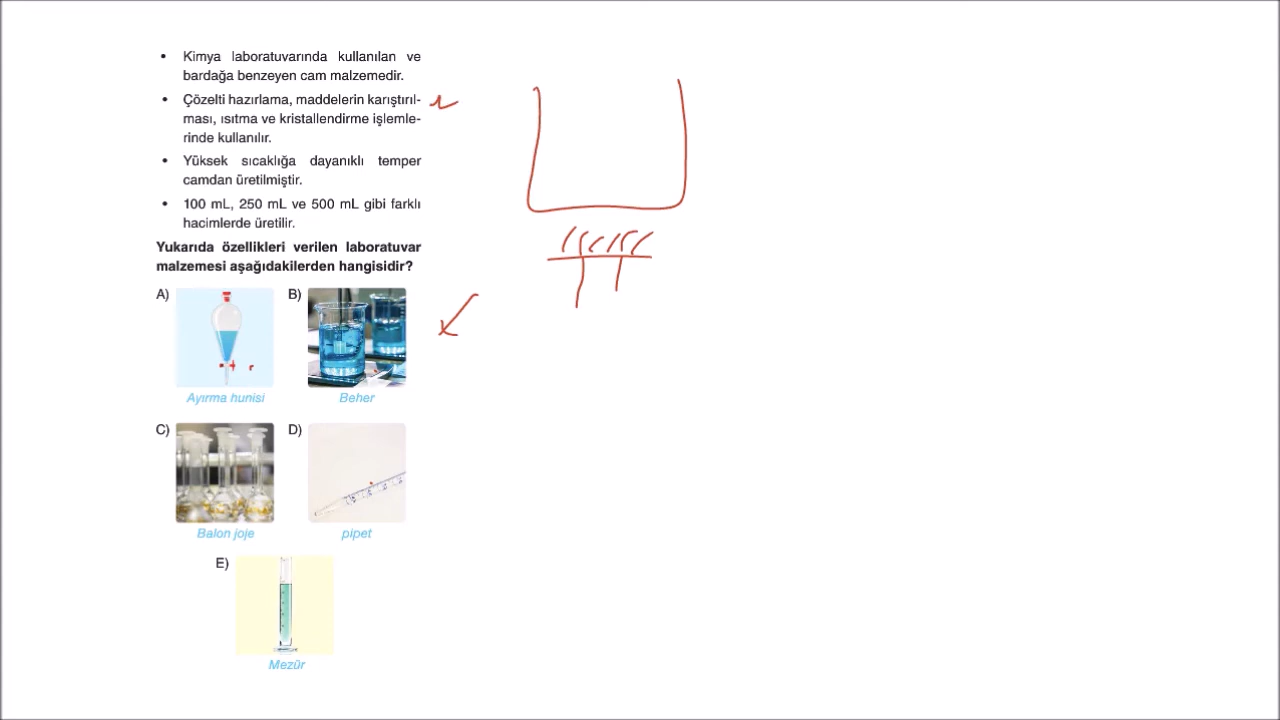 • Kimya laboratuvarında kullanılan ve
bardağa benzeyen cam malzemedir.
• Çözelti hazırlama, maddelerin karıştırıl-
ması, ısıtma ve kristallendirme işlemle-
rinde kullanılır.
• Yüksek sıcaklığa dayanıklı temper
camdan üretilmiştir.
• 100 mL, 250 mL ve 500 mL gibi farklı
hacimlerde üretilir.
Yukarıda özellikleri verilen laboratuvar
malzemesi aşağıdakilerden hangisidir?
A)
B)
Ayırma hunisi
Beher
C)
D)
Balon joje
pipet
E)
Mezür